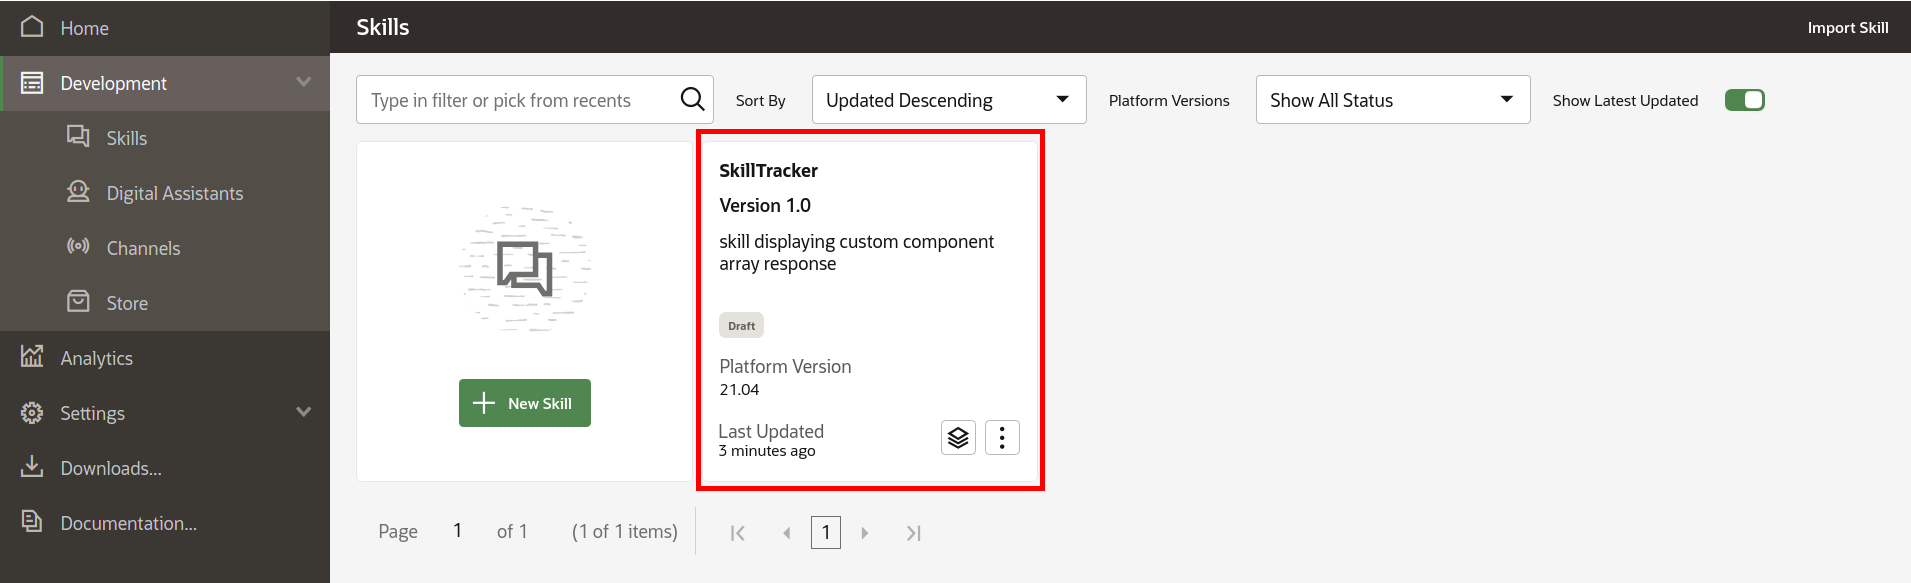 Home
Development
Skills
Digital Assistants
Channels
Store
Analytics
Settings
Downloads...
Documentation...
Skills
Import Skill
Type in filter or pick from recents
Sort By
Updated Descending
Platform Versions
Show All Status
Show Latest Updated
New Skill
SkillTracker
Version 1.0
skill displaying custom component
array response
Draft
Platform Version
21.04
Last Updated
3 minutes ago
Page 1 of 1 (1 of 1 items)
1